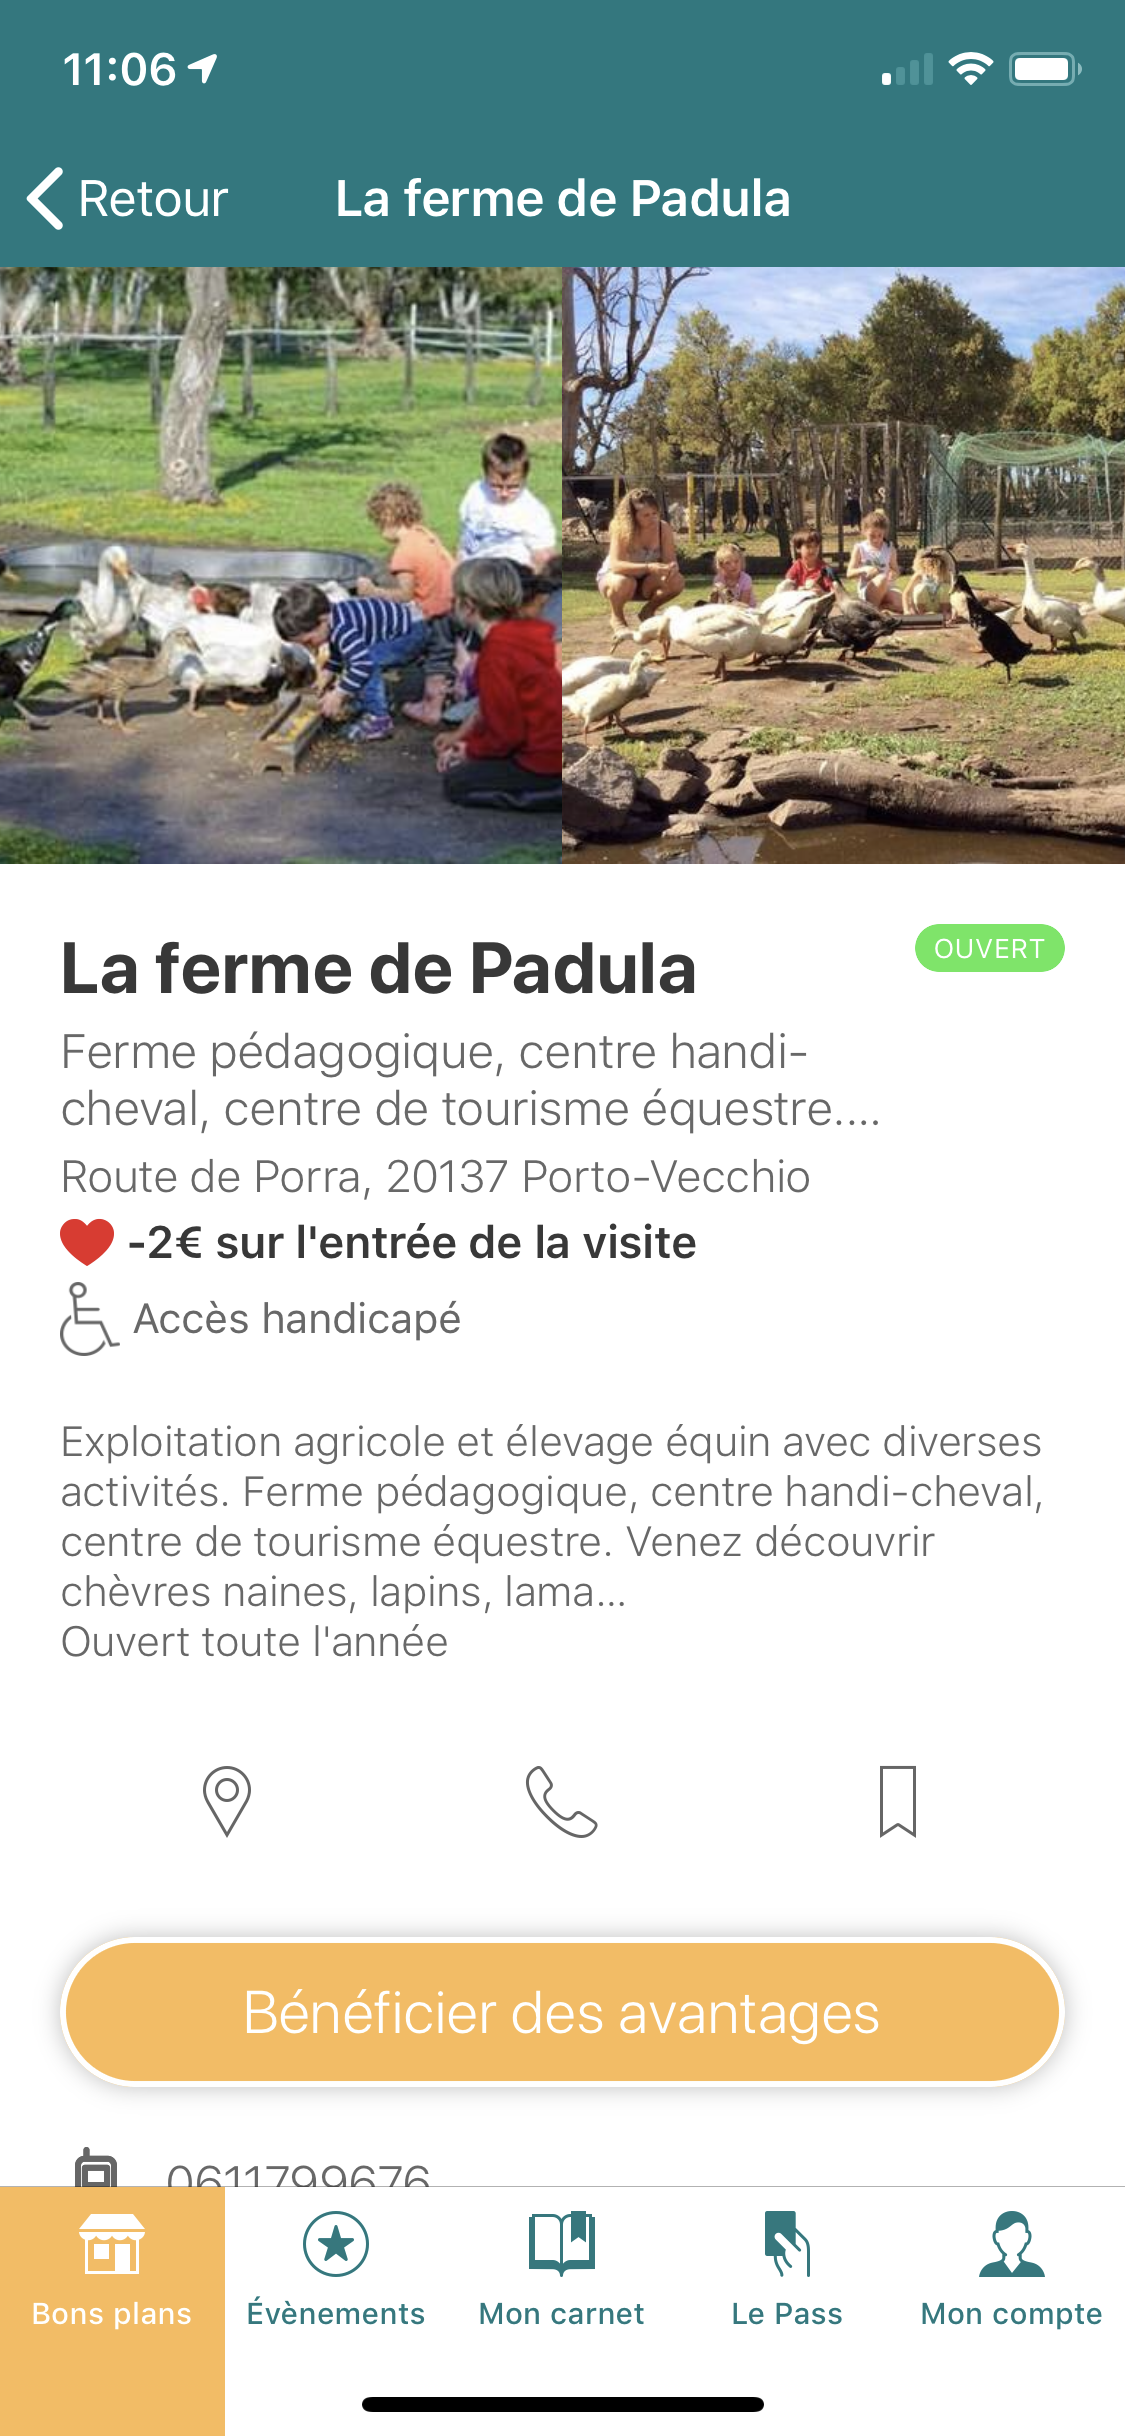 11:06
Retour
La ferme de Padula
La ferme de Padula
OUVERT
Ferme pédagogique, centre handi-
cheval, centre de tourisme équestre....
Route de Porra, 20137 Porto-Vecchio
-2€ sur l'entrée de la visite
Accès handicapé
Exploitation agricole et élevage équin avec diverses
activités. Ferme pédagogique, centre handi-cheval,
centre de tourisme équestre. Venez découvrir
chèvres naines, lapins, lama...
Ouvert toute l'année
Bénéficier des avantages
0611799676
Bons plans
Évènements
Mon carnet
Le Pass
Mon compte